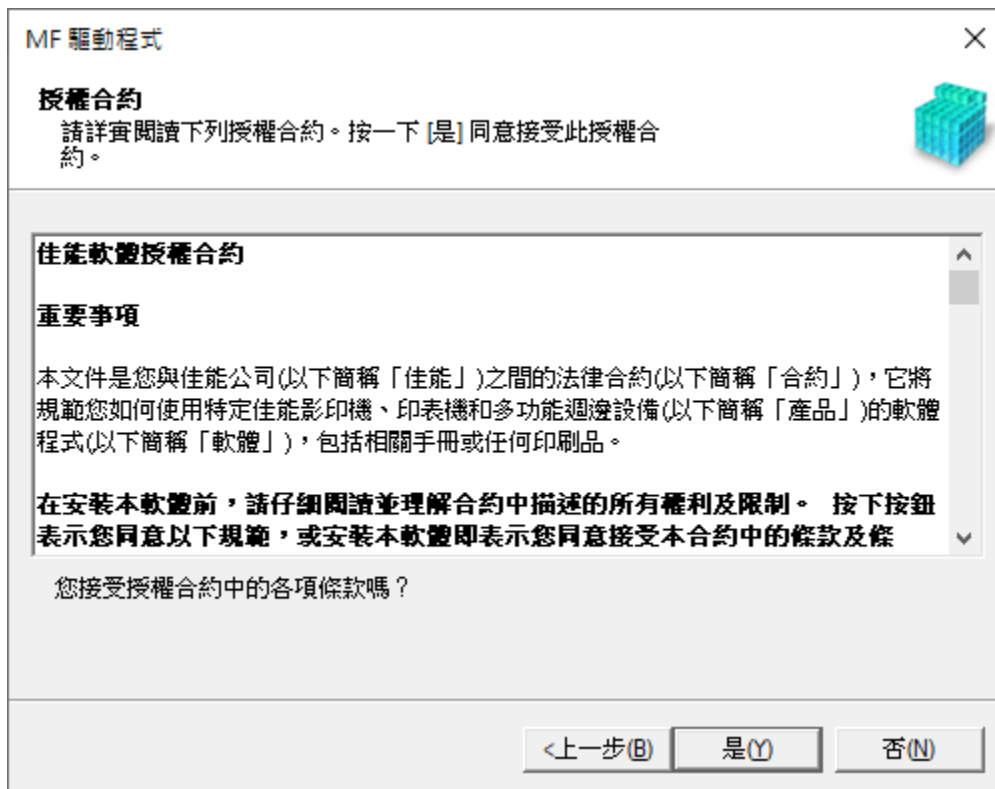 MF 驅動程式
授權合約
請詳實閱讀下列授權合約。按一下 [是] 同意接受此授權合
約。
佳能軟體授權合約
重要事項
本文件是您與佳能公司(以下簡稱「佳能」)之間的法律合約(以下簡稱「合約」)，它將
規範您如何使用特定佳能影印機、印表機和多功能週邊設備(以下簡稱「產品」)的軟體
程式(以下簡稱「軟體」)，包括相關手冊或任何印刷品。
在安裝本軟體前，請仔細閱讀並理解合約中描述的所有權利及限制。 按下按鈕
表示您同意以下規範，或安裝本軟體即表示您同意接受本合約中的條款及條
您接受授權合約中的各項條款嗎？
<上一步(B) 是(Y) 否(N)